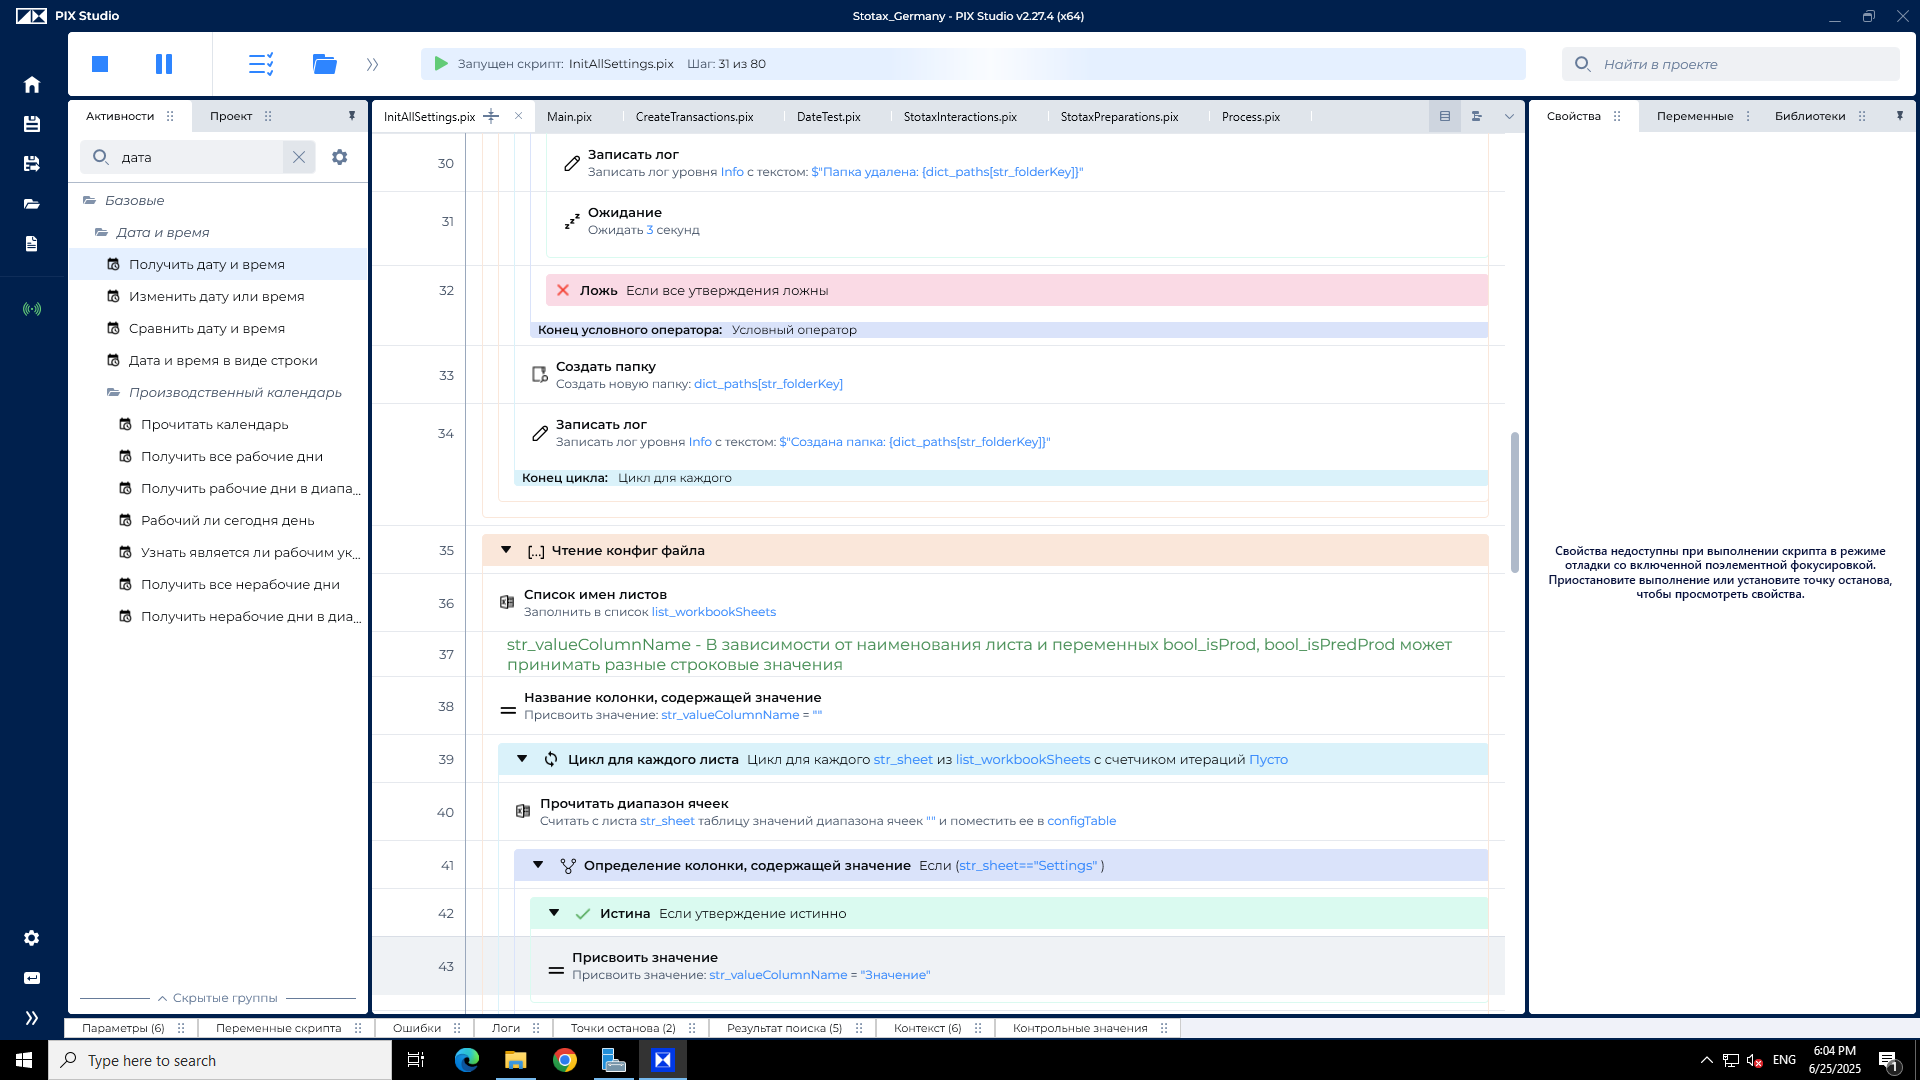 PIX Studio
Stotax_Germany - PIX Studio v2.27.4 (x64)
Запущен скрипт: InitAllSettings.pix Шаг: 31 из 80
Найти в проекте
Активности
Проект
InitAllSettings.pix
Main.pix
CreateTransactions.pix
DateTest.pix
StotaxInteractions.pix
StotaxPreparations.pix
Process.pix
Свойства
Переменные
Библиотеки
дата
Базовые
Дата и время
Получить дату и время
Изменить дату или время
Сравнить дату и время
Дата и время в виде строки
Производственный календарь
Прочитать календарь
Получить все рабочие дни
Получить рабочие дни в диапа...
Рабочий ли сегодня день
Узнать является ли рабочим ук...
Получить все нерабочие дни
Получить нерабочие дни в диа...
Скрытые группы
30
Записать лог
Записать лог уровня Info с текстом: $"Папка удалена: {dict_paths[str_folderKey]}"
31
Ожидание
Ожидать 3 секунд
32
Ложь Если все утверждения ложны
Конец условного оператора: Условный оператор
33
Создать папку
Создать новую папку: dict_paths[str_folderKey]
34
Записать лог
Записать лог уровня Info с текстом: $"Создана папка: {dict_paths[str_folderKey]}"
Конец цикла: Цикл для каждого
35
[...] Чтение конфиг файла
36
Список имен листов
Заполнить в список list_workbookSheets
37
str_valueColumnName - В зависимости от наименования листа и переменных bool_isProd, bool_isPredProd может
принимать разные строковые значения
38
Название колонки, содержащей значение
Присвоить значение: str_valueColumnName = ""
39
Цикл для каждого листа Цикл для каждого str_sheet из list_workbookSheets с счетчиком итераций Пусто
40
Прочитать диапазон ячеек
Считать с листа str_sheet таблицу значений диапазона ячеек "" и поместить ее в configTable
41
Определение колонки, содержащей значение Если (str_sheet=="Settings" )
42
Истина Если утверждение истинно
43
Присвоить значение
Присвоить значение: str_valueColumnName = "Значение"
Свойства недоступны при выполнении скрипта в режиме
отладки со включенной поэлементной фокусировкой.
Приостановите выполнение или установите точку останова,
чтобы просмотреть свойства.
Параметры (6)
Переменные скрипта
Ошибки
Логи
Точки останова (2)
Результат поиска (5)
Контекст (6)
Контрольные значения
Type here to search
ENG
6:04 PM
6/25/2025
1